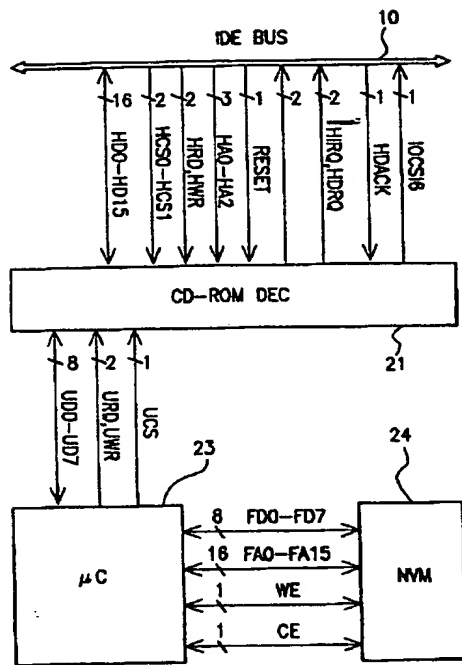 10
IDE BUS
16
2
2
3
1
2
2
1
1
HD0-HD15
HCS0-HCS1
HRD,HWR
HA0-HA2
RESET
HIRQ,HDRQ
HDACK
IOCS16
CD-ROM DEC
21
8
2
1
UD0-UD7
URD,UWR
UCS
23
24
8 FD0-FD7
16 FA0-FA15
1 WE
1 CE
μC
NVM